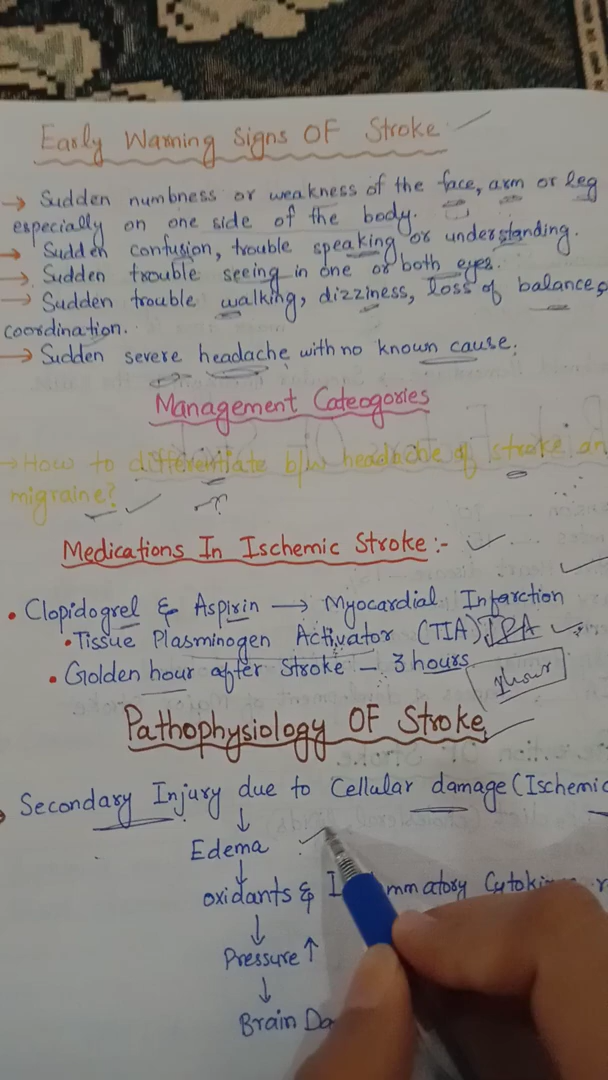 Early Warning Signs OF Stroke
→ Sudden numbness or weakness of the face, arm or leg
especially on one side of the body.
→ Sudden confusion, trouble speaking or understanding.
→ Sudden trouble seeing in one or both eyes.
→ Sudden trouble walking, dizziness, loss of balance,
coordination.
→ Sudden severe headache with no known cause.
Management Cateogories
→ How to differentiate b/w headache of stroke an
migraine?
Medications In Ischemic Stroke:-
• Clopidogrel & Aspirin → Myocardial Infarction
• Tissue Plasminogen Activator (TIA)
• Golden hour after Stroke – 3 hours
1 hour
Pathophysiology OF Stroke
Secondary Injury due to Cellular damage (Ischemic
↓
Edema
↓
oxidants &
↓
Pressure ↑
↓
Brain